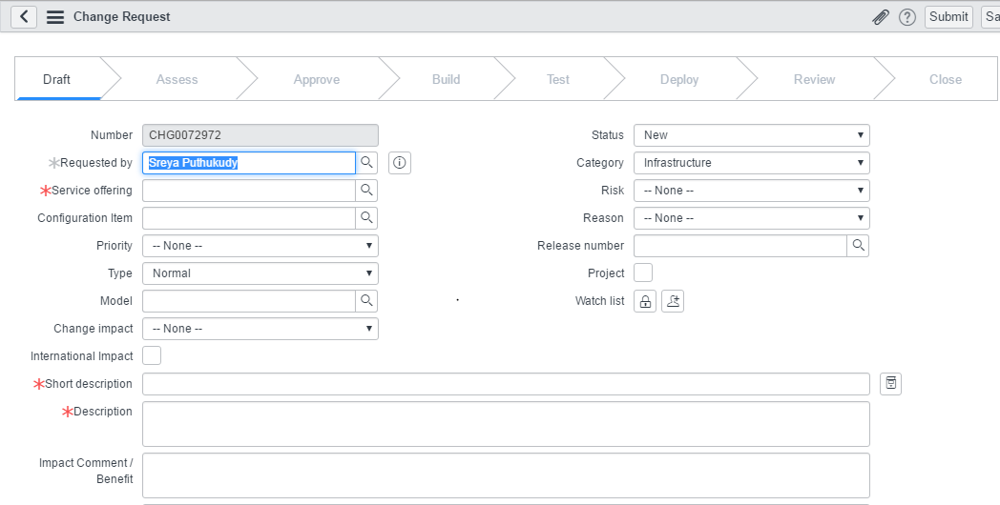 Change Request
Submit
Sa
Draft
Assess
Approve
Build
Test
Deploy
Review
Close
Number
CHG0072972
Requested by
Sreya Puthukudy
Service offering
Configuration Item
Priority
-- None --
Type
Normal
Model
Change impact
-- None --
International Impact
Status
New
Category
Infrastructure
Risk
-- None --
Reason
-- None --
Release number
Project
Watch list
Short description
Description
Impact Comment /
Benefit